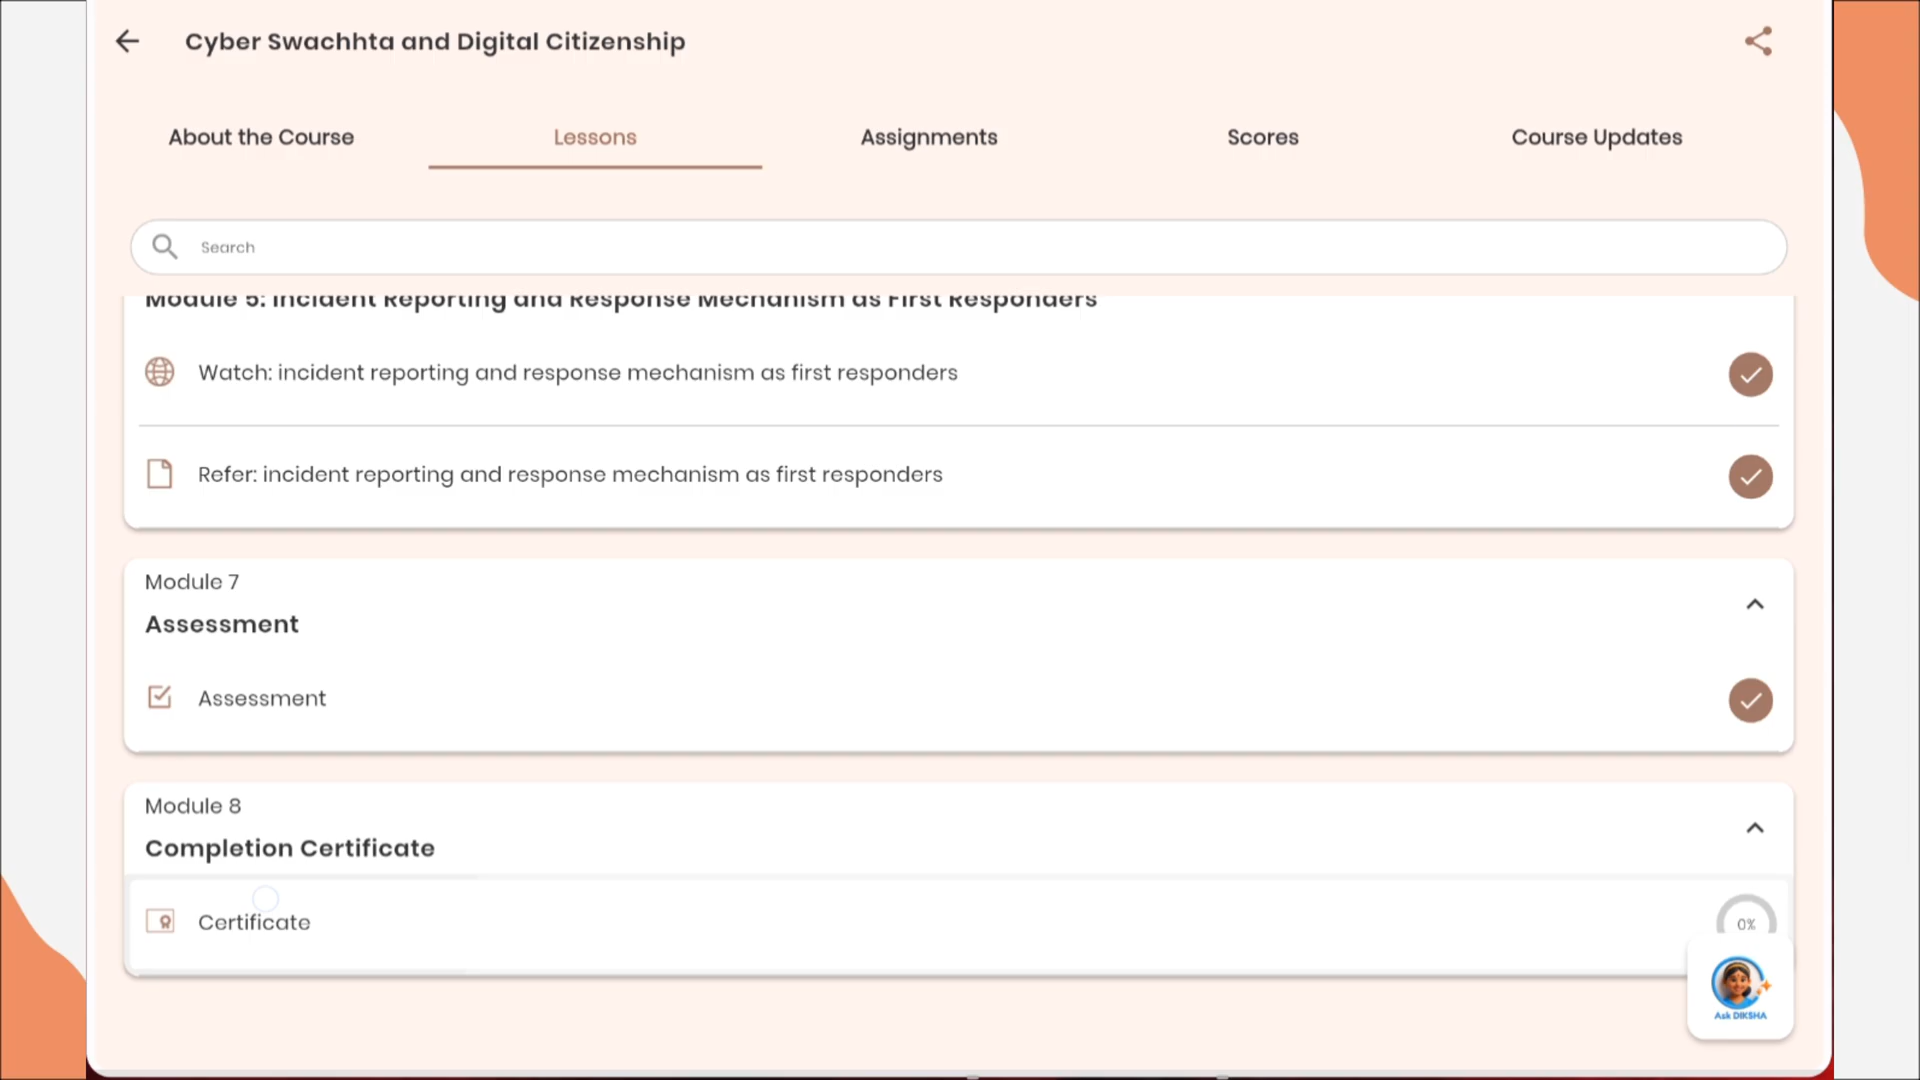 Cyber Swachhta and Digital Citizenship
About the Course
Lessons
Assignments
Scores
Course Updates
Search
Module 5: Incident Reporting and Response Mechanism as First Responders
Watch: incident reporting and response mechanism as first responders
Refer: incident reporting and response mechanism as first responders
Module 7
Assessment
Assessment
Module 8
Completion Certificate
Certificate
0%
Ask DIKSHA